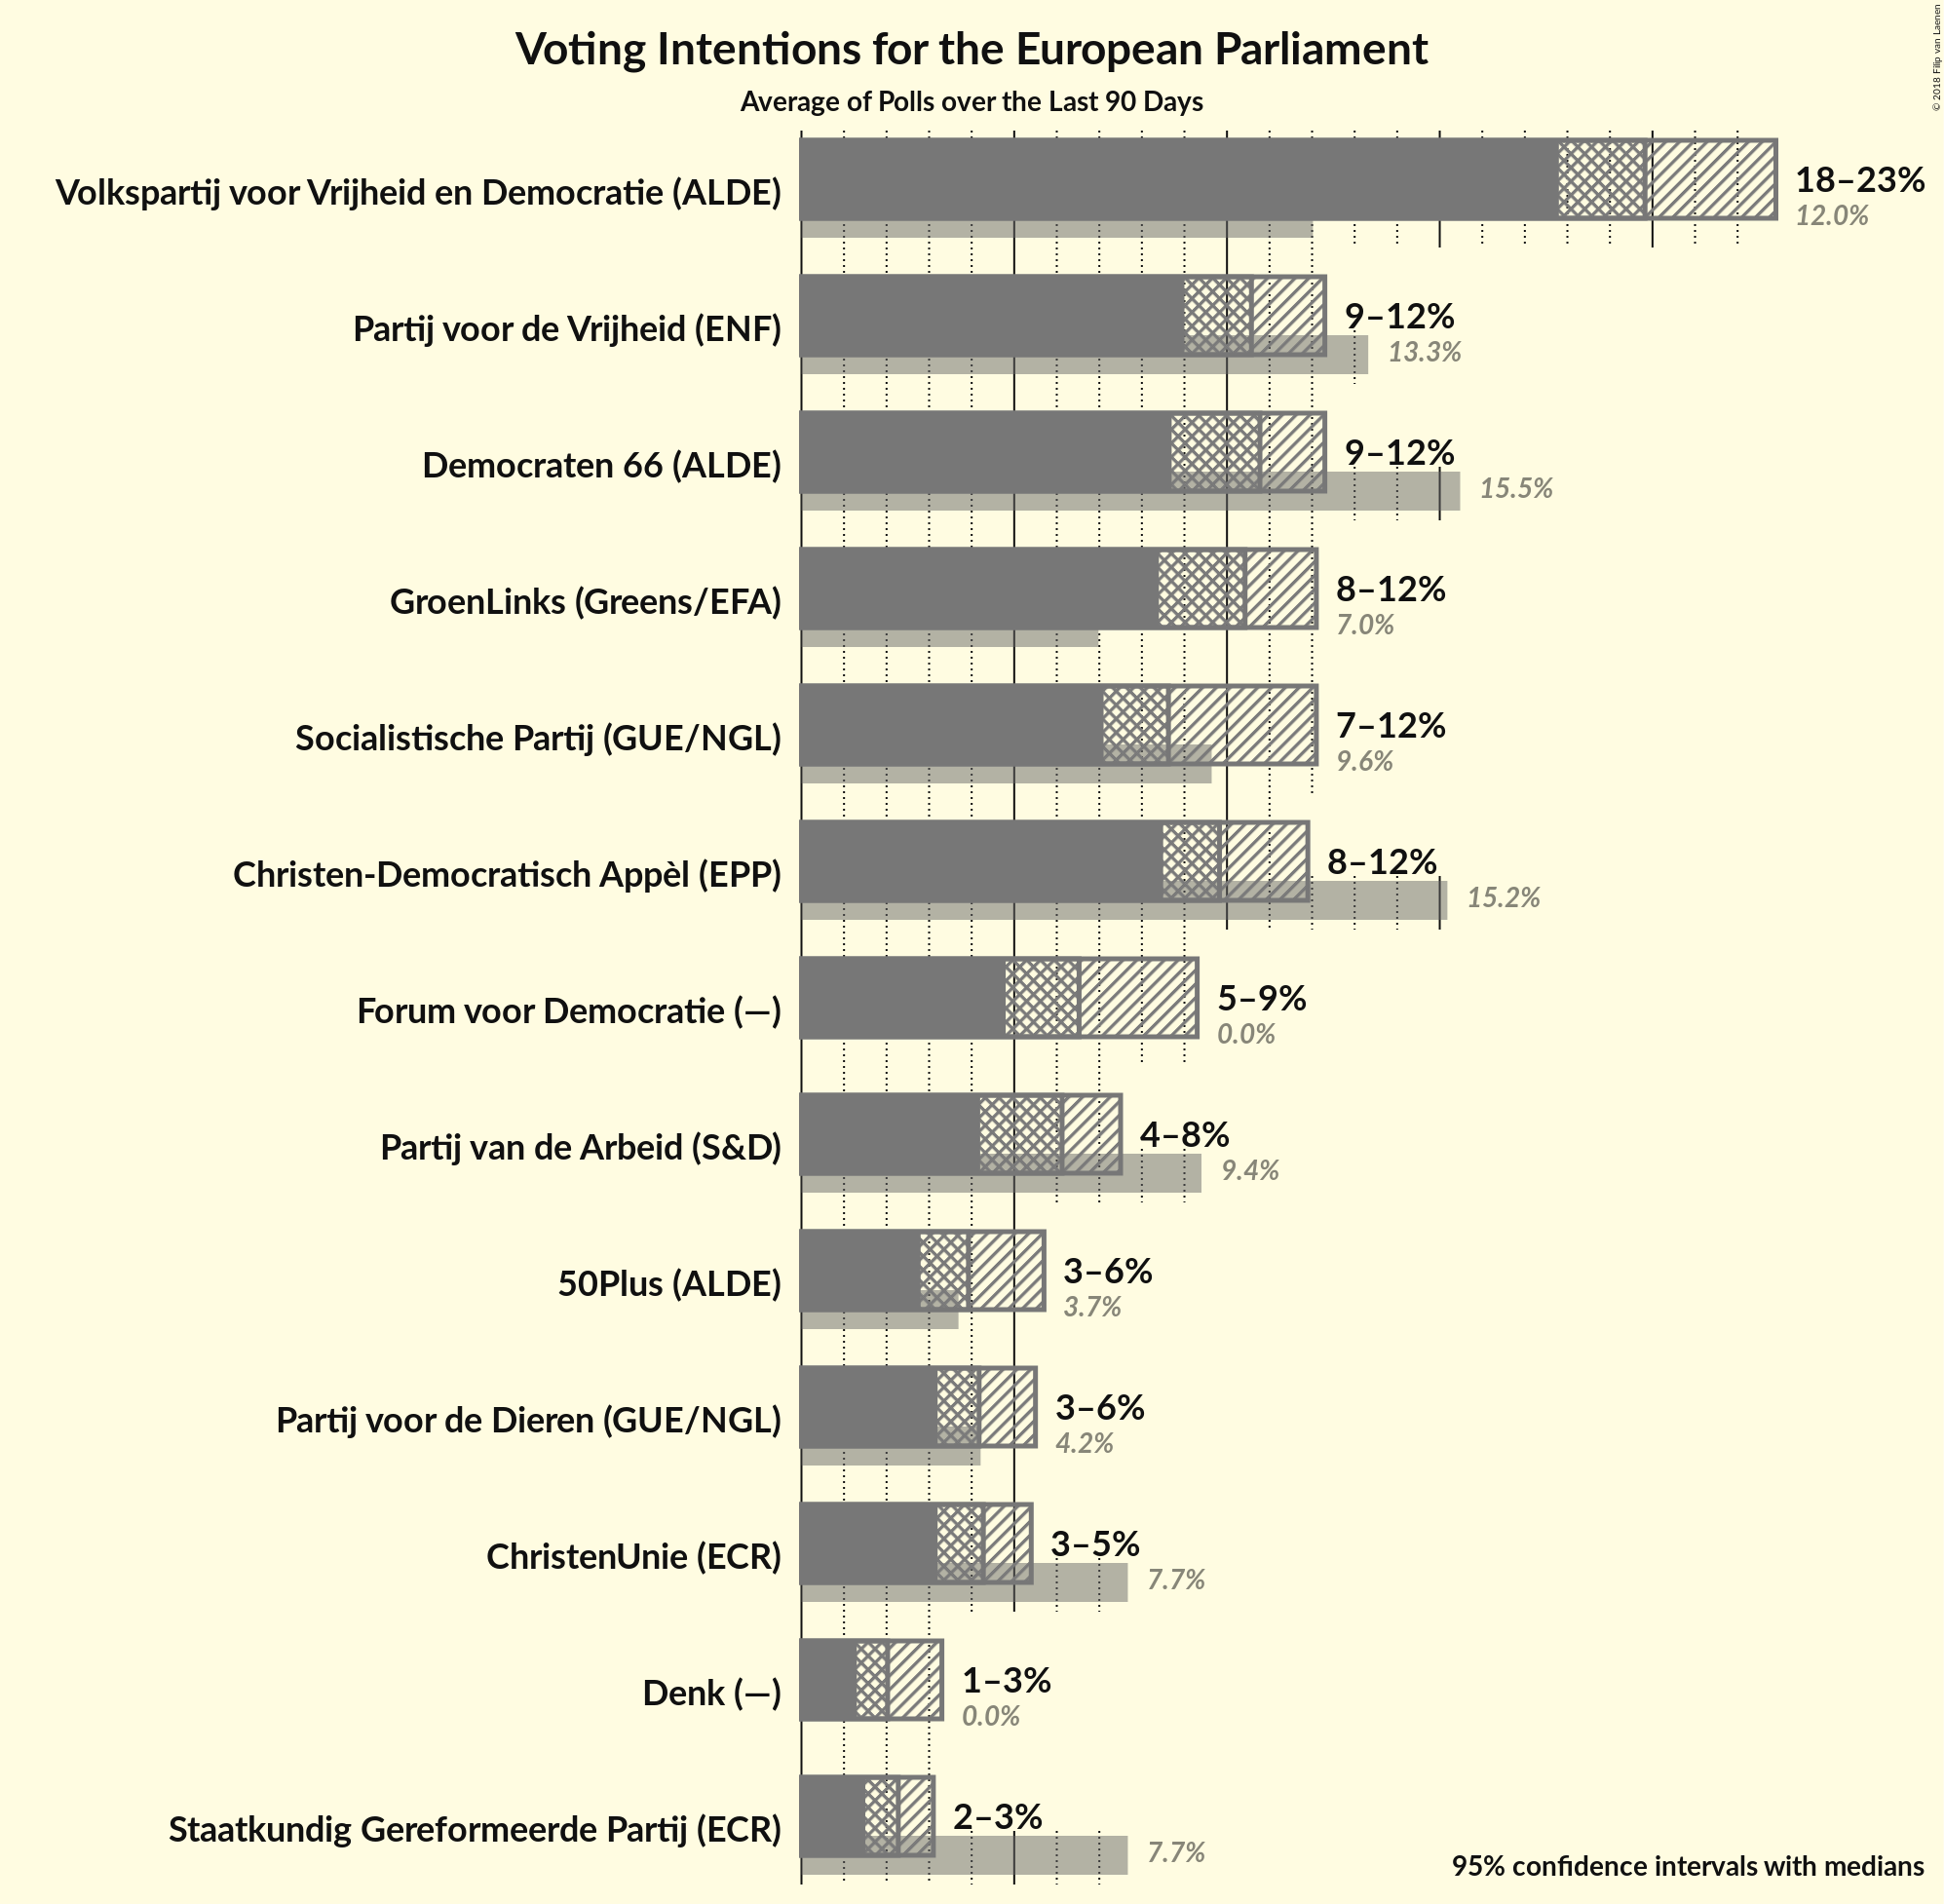 Voting Intentions for the European Parliament
Average of Polls over the Last 90 Days
© 2018 Filip van Laenen
Volkspartij voor Vrijheid en Democratie (ALDE)
18–23%
12.0%
Partij voor de Vrijheid (ENF)
9–12%
13.3%
Democraten 66 (ALDE)
9–12%
15.5%
GroenLinks (Greens/EFA)
8–12%
7.0%
Socialistische Partij (GUE/NGL)
7–12%
9.6%
Christen-Democratisch Appèl (EPP)
8–12%
15.2%
Forum voor Democratie (—)
5–9%
0.0%
Partij van de Arbeid (S&D)
4–8%
9.4%
50Plus (ALDE)
3–6%
3.7%
Partij voor de Dieren (GUE/NGL)
3–6%
4.2%
ChristenUnie (ECR)
3–5%
7.7%
Denk (—)
1–3%
0.0%
Staatkundig Gereformeerde Partij (ECR)
2–3%
7.7%
95% confidence intervals with medians